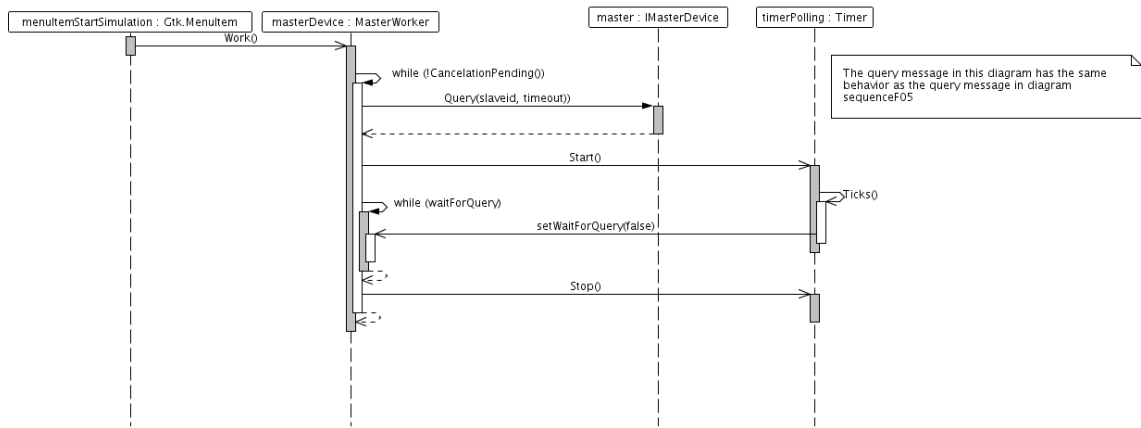 menuItemStartSimulation : Gtk.MenuItem
masterDevice : MasterWorker
master : IMasterDevice
timerPolling : Timer
Work()
while (!CancelationPending())
The query message in this diagram has the same
behavior as the query message in diagram
sequenceF05
Query(slaveid, timeout))
Start()
Ticks()
while (waitForQuery)
setWaitForQuery(false)
Stop()